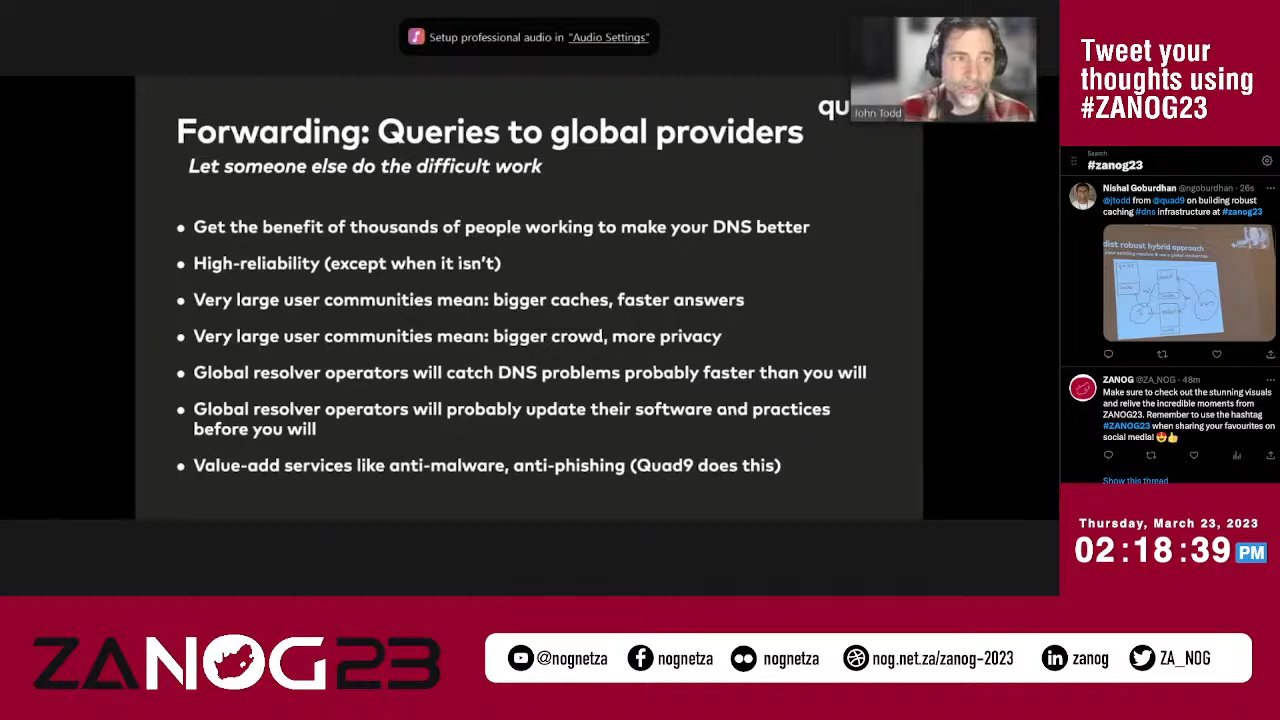 Setup professional audio in "Audio Settings"
John Todd
qu
Forwarding: Queries to global providers
Let someone else do the difficult work
• Get the benefit of thousands of people working to make your DNS better
• High-reliability (except when it isn't)
• Very large user communities mean: bigger caches, faster answers
• Very large user communities mean: bigger crowd, more privacy
• Global resolver operators will catch DNS problems probably faster than you will
• Global resolver operators will probably update their software and practices
before you will
• Value-add services like anti-malware, anti-phishing (Quad9 does this)
Tweet your
thoughts using
#ZANOG23
Search
#zanog23
Nishal Goburdhan @ngoburdhan · 26s
@jtodd from @quad9 on building robust
caching #dns infrastructure at #zanog23
dist robust hybrid approach
ZANOG @ZA_NOG · 48m
Make sure to check out the stunning visuals
and relive the incredible moments from
ZANOG23. Remember to use the hashtag
#ZANOG23 when sharing your favourites on
social media! 😍👍
Show this thread
Thursday, March 23, 2023
02:18:39 PM
ZANOG23
@nognetza
nognetza
nognetza
nog.net.za/zanog-2023
zanog
ZA_NOG